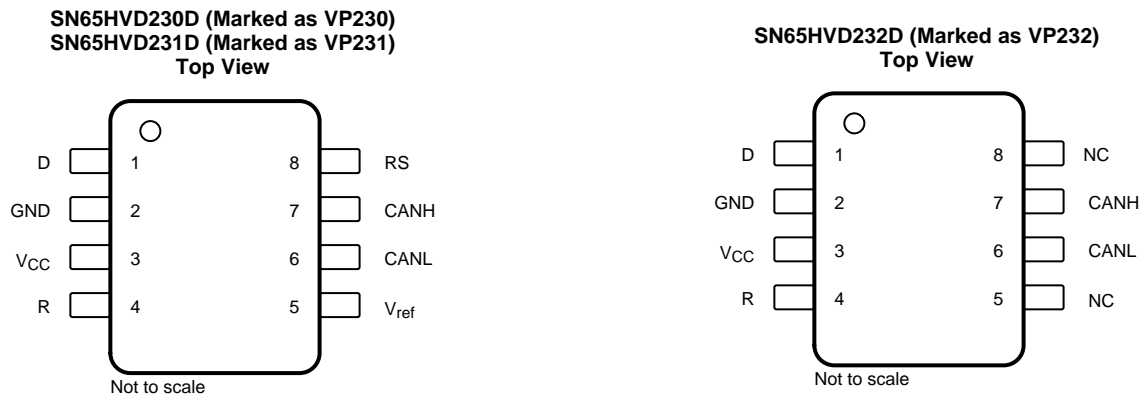 SN65HVD230D (Marked as VP230)
SN65HVD231D (Marked as VP231)
Top View
D 1 8 RS
GND 2 7 CANH
VCC 3 6 CANL
R 4 5 Vref
Not to scale
SN65HVD232D (Marked as VP232)
Top View
D 1 8 NC
GND 2 7 CANH
VCC 3 6 CANL
R 4 5 NC
Not to scale